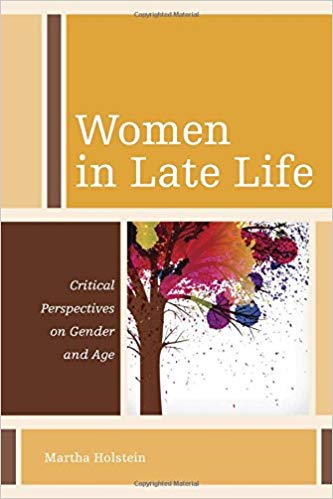 Copyrighted Material
Women
in Late Life
Critical
Perspectives
on Gender
and Age
Martha Holstein
Copyrighted Material